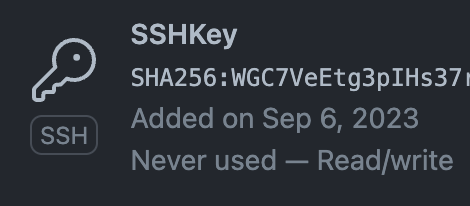 SSHKey
SHA256:WGC7VeEtg3pIHs37
Added on Sep 6, 2023
SSH
Never used — Read/write